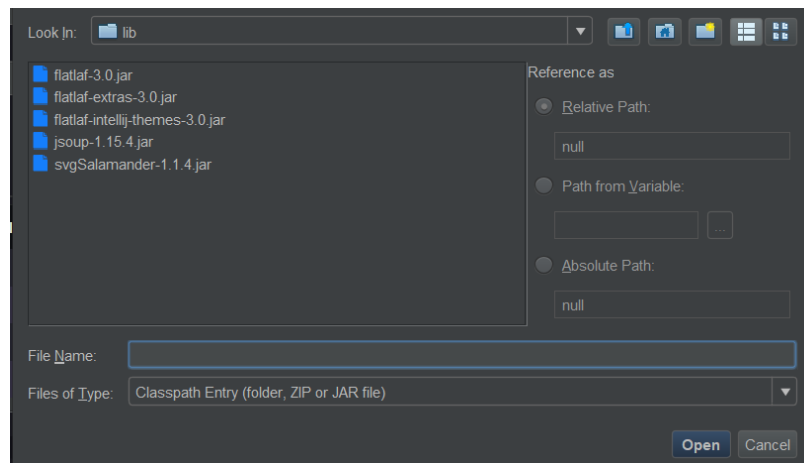 Look In: lib
flatlaf-3.0.jar
flatlaf-extras-3.0.jar
flatlaf-intellij-themes-3.0.jar
jsoup-1.15.4.jar
svgSalamander-1.1.4.jar
Reference as
Relative Path:
null
Path from Variable:
...
Absolute Path:
null
File Name:
Files of Type: Classpath Entry (folder, ZIP or JAR file)
Open Cancel